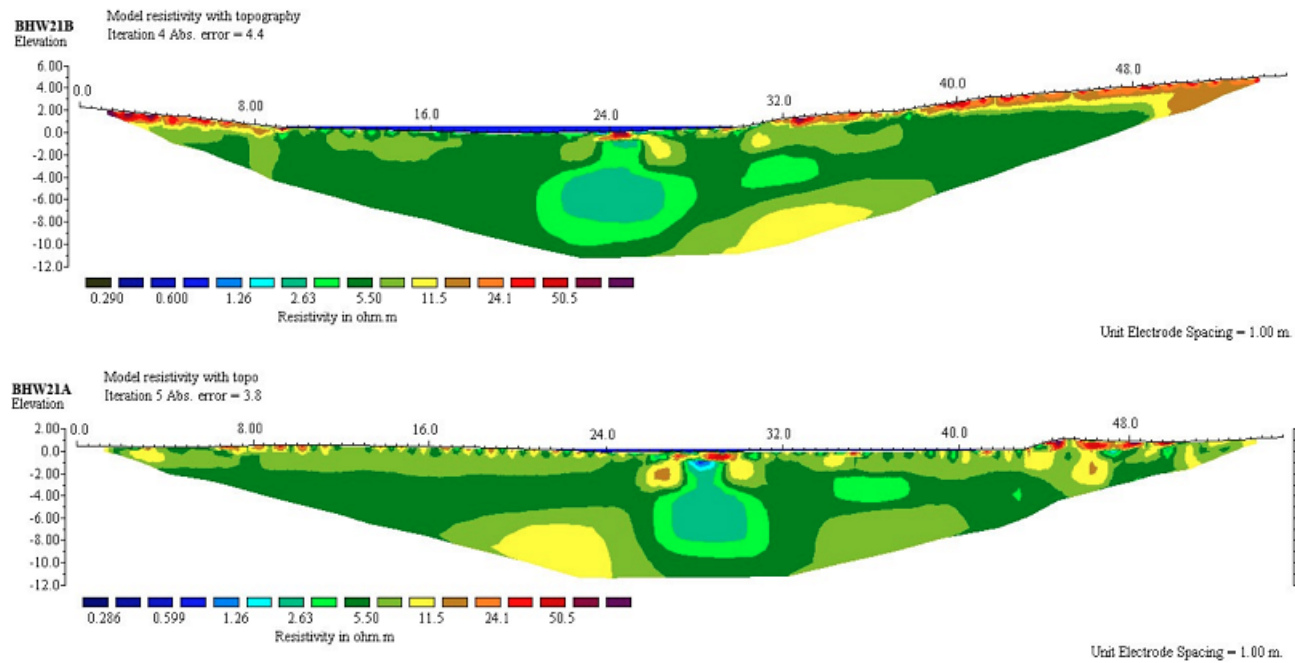 Model resistivity with topography
BHW21B Iteration 4 Abs. error = 4.4
Elevation
6.00
4.00
2.00
0.0
-2.00
-4.00
-6.00
-8.00
-10.0
-12.0
0.0 8.00 16.0 24.0 32.0 40.0 48.0
0.290 0.600 1.26 2.63 5.50 11.5 24.1 50.5
Resistivity in ohm.m
Unit Electrode Spacing = 1.00 m.
Model resistivity with topo
BHW21A Iteration 5 Abs. error = 3.8
Elevation
2.00
0.0
-2.00
-4.00
-6.00
-8.00
-10.0
-12.0
0.0 8.00 16.0 24.0 32.0 40.0 48.0
0.286 0.599 1.26 2.63 5.50 11.5 24.1 50.5
Resistivity in ohm.m
Unit Electrode Spacing = 1.00 m.